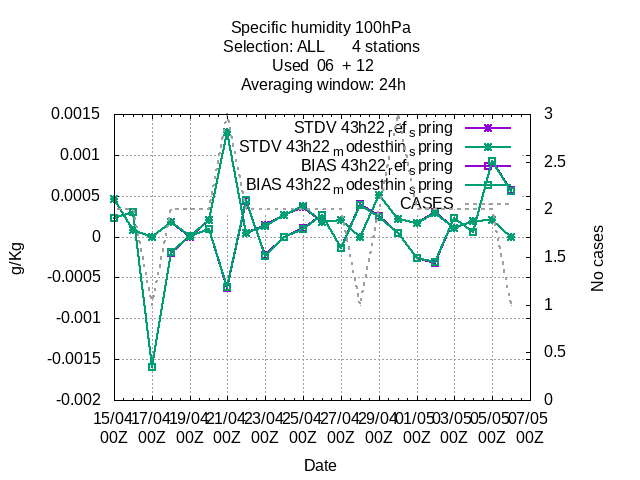 Specific humidity 100hPa
Selection: ALL 4 stations
Used 06 + 12
Averaging window: 24h
0.0015
0.001
0.0005
0
-0.0005
-0.001
-0.0015
-0.002
g/Kg
STDV 43h22_ref_spring
STDV 43h22_modesthin_spring
BIAS 43h22_ref_spring
BIAS 43h22_modesthin_spring
CASES
3
2.5
2
1.5
1
0.5
0
No cases
15/04 17/04 19/04 21/04 23/04 25/04 27/04 29/04 01/05 03/05 05/05 07/05
00Z 00Z 00Z 00Z 00Z 00Z 00Z 00Z 00Z 00Z 00Z 00Z
Date